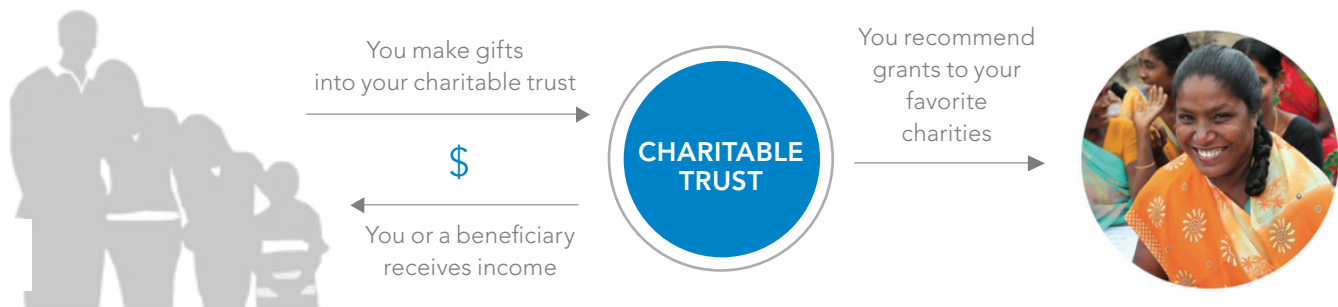 You make gifts
into your charitable trust
$
You or a beneficiary
receives income
CHARITABLE
TRUST
You recommend
grants to your
favorite
charities